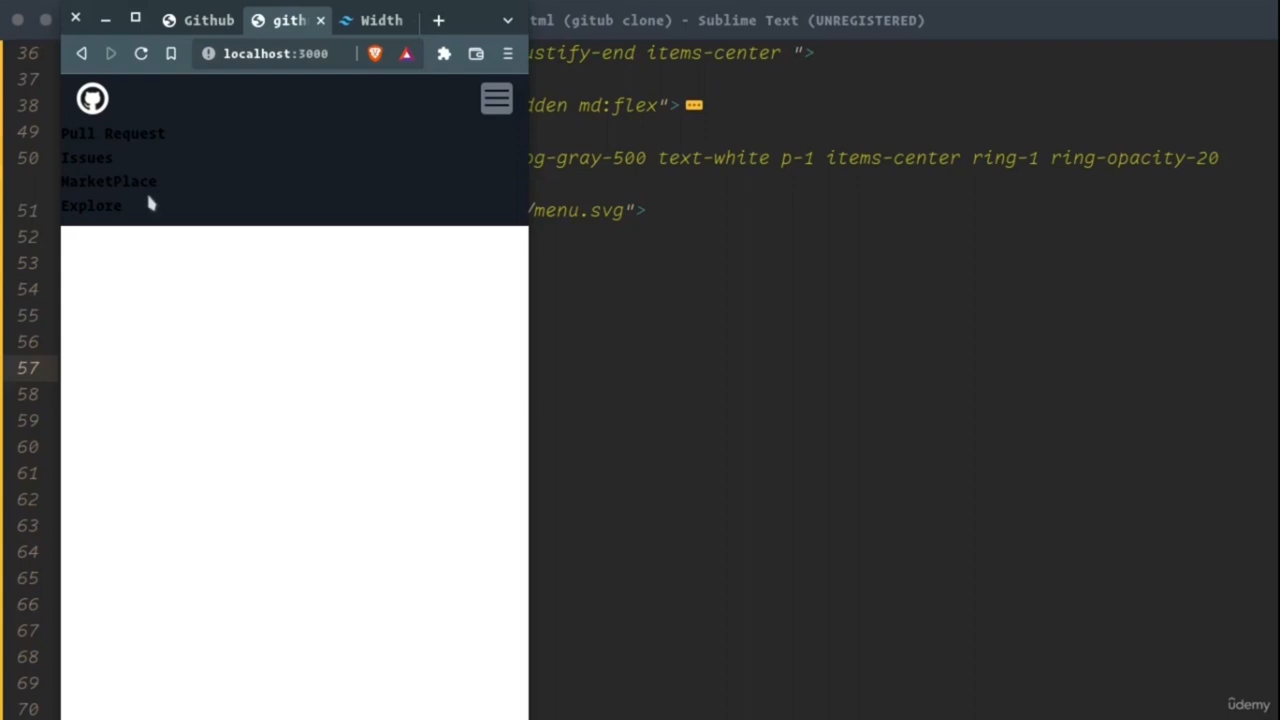 Github
gith
Width
tml (gitub clone) - Sublime Text (UNREGISTERED)
localhost:3000
36 ustify-end items-center ">
37
38 dden md:flex">
49
50 og-gray-500 text-white p-1 items-center ring-1 ring-opacity-20
51 /menu.svg">
52
53
54
55
56
57
58
59
60
61
62
63
64
65
66
67
68
69
70
Pull Request
Issues
MarketPlace
Explore
ûdemy